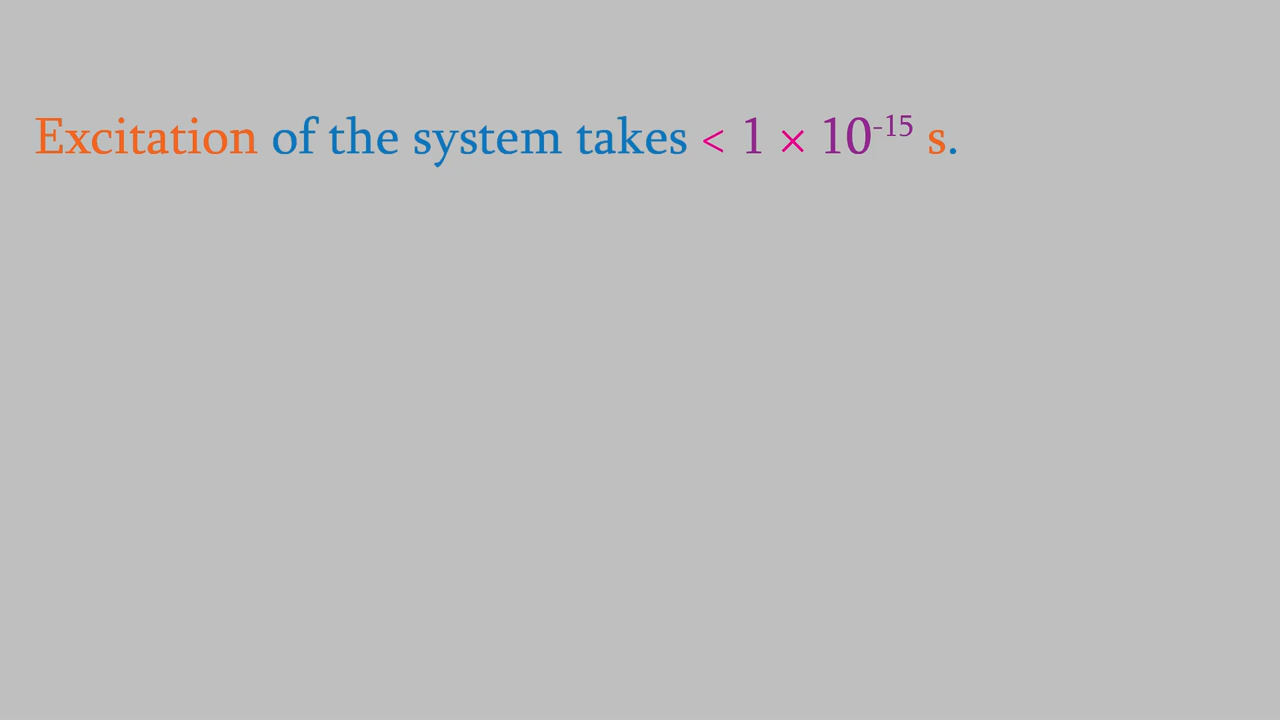 Excitation of the system takes < 1 × 10⁻¹⁵ s.